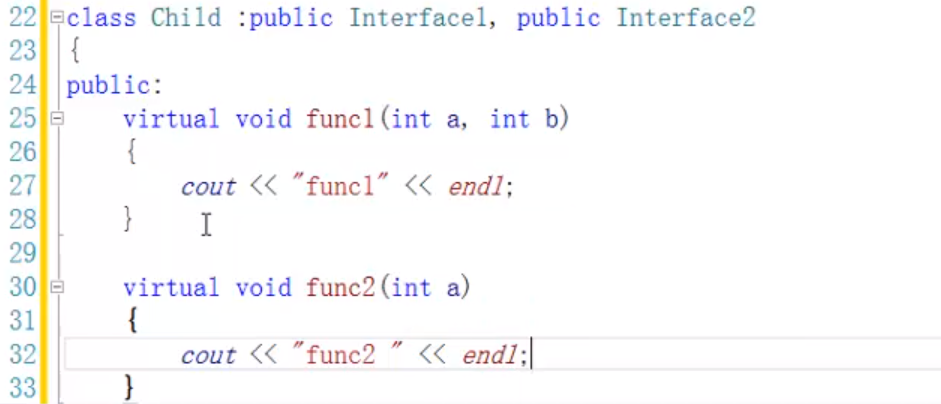 22 class Child :public Interface1, public Interface2
23 {
24 public:
25     virtual void func1(int a, int b)
26     {
27         cout << "func1" << endl;
28     }
29
30     virtual void func2(int a)
31     {
32         cout << "func2 " << endl;
33     }